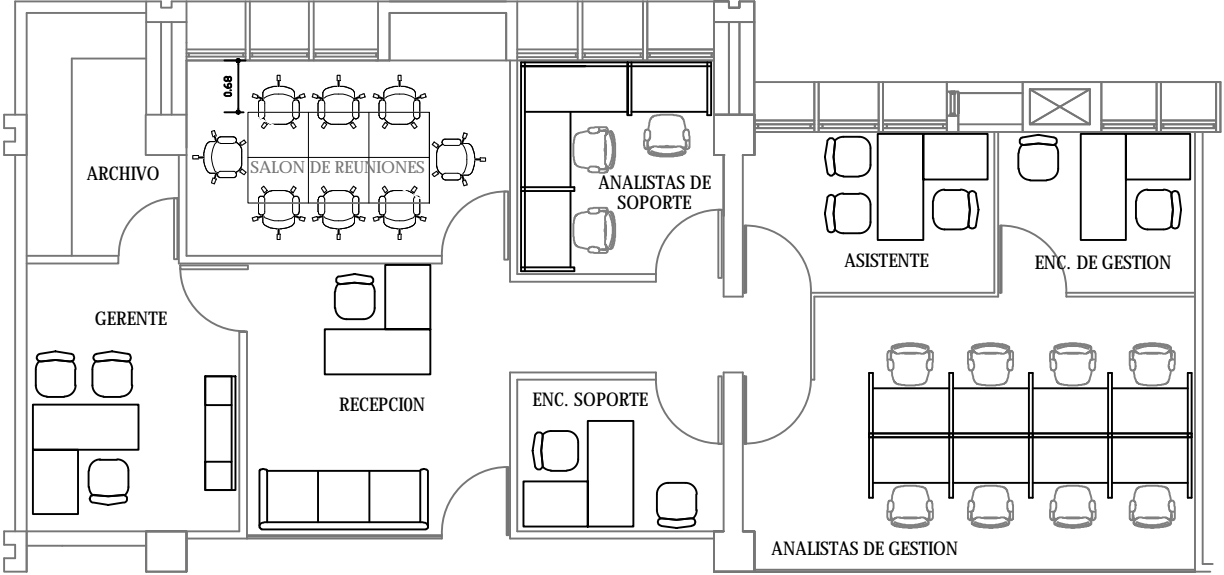 0.68
ARCHIVO
SALON DE REUNIONES
ANALISTAS DE
SOPORTE
ASISTENTE
ENC. DE GESTION
GERENTE
RECEPCI0N
ENC. SOPORTE
ANALISTAS DE GESTION